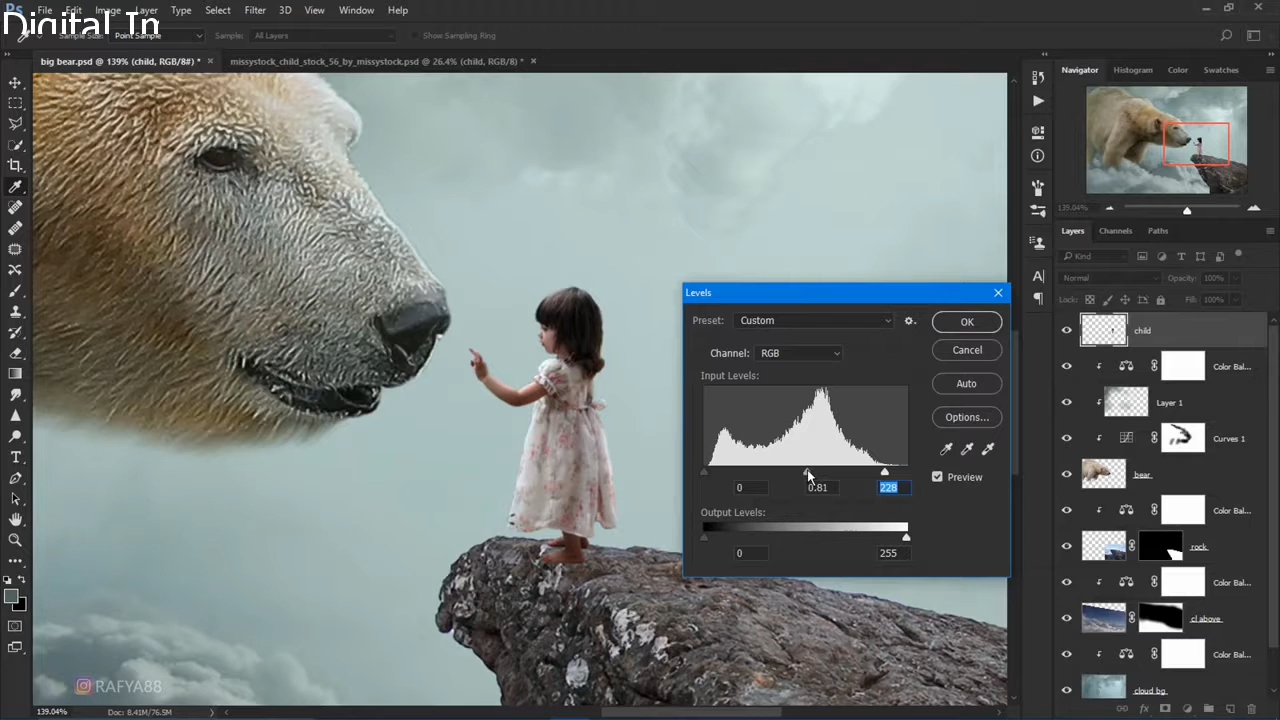 Ps File Edit Image Layer Type Select Filter 3D View Window Help
Digital In
Sample Size: Point Sample Sample: All Layers Show Sampling Ring
big bear.psd @ 139% (child, RGB/8#) * × missystock_child_stock_56_by_missystock.psd @ 26.4% (child, RGB/8) * ×
Navigator Histogram Color Swatches
139.04%
Layers Channels Paths
Kind
Normal Opacity: 100%
Lock: Fill: 100%
child
Color Bal...
Layer 1
Curves 1
bear
Color Bal...
rock
Color Bal...
cl above
Color Bal...
cloud bg
Levels
Preset: Custom
OK
Channel: RGB
Cancel
Input Levels:
Auto
Options...
Preview
0 0.81 228
Output Levels:
0 255
RAFYA88
139.04% Doc: 8.41M/76.5M